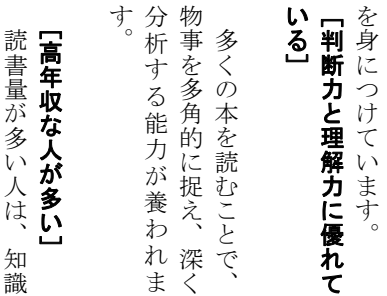 を身につけています。
［判断力と理解力に優れて
いる］
多くの本を読むことで、
物事を多角的に捉え、深く
分析する能力が養われま
す。
［高年収な人が多い］
読書量が多い人は、知識